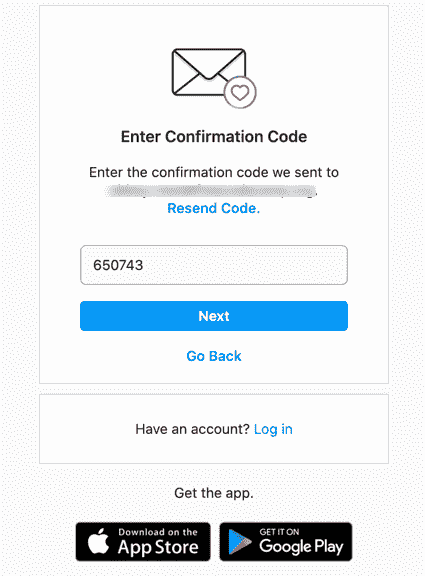 Enter Confirmation Code
Enter the confirmation code we sent to
Resend Code.
650743
Next
Go Back
Have an account? Log in
Get the app.
Download on the
App Store
GET IT ON
Google Play